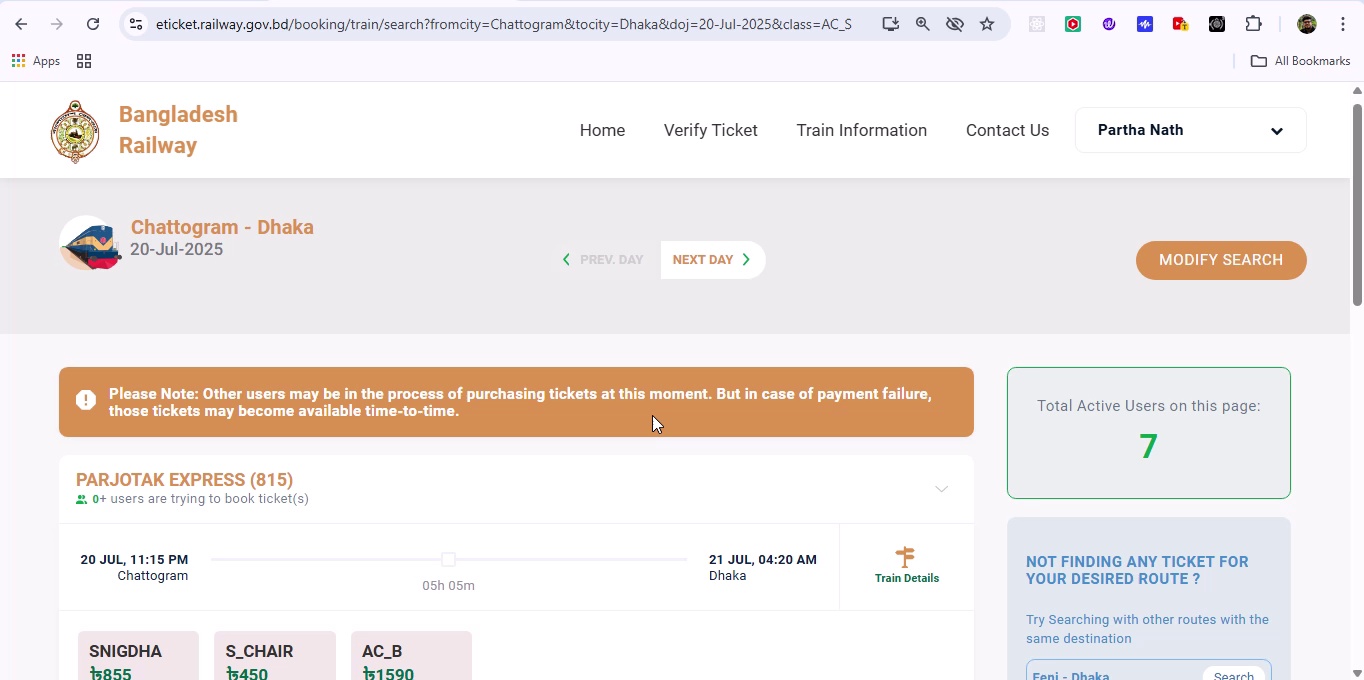 eticket.railway.gov.bd/booking/train/search?fromcity=Chattogram&tocity=Dhaka&doj=20-Jul-2025&class=AC_S
Apps
All Bookmarks
Bangladesh
Railway
Home
Verify Ticket
Train Information
Contact Us
Partha Nath
Chattogram - Dhaka
20-Jul-2025
PREV. DAY
NEXT DAY
MODIFY SEARCH
Please Note: Other users may be in the process of purchasing tickets at this moment. But in case of payment failure,
those tickets may become available time-to-time.
Total Active Users on this page:
7
PARJOTAK EXPRESS (815)
0+ users are trying to book ticket(s)
20 JUL, 11:15 PM
Chattogram
05h 05m
21 JUL, 04:20 AM
Dhaka
Train Details
SNIGDHA
৳855
S_CHAIR
৳450
AC_B
৳1590
NOT FINDING ANY TICKET FOR
YOUR DESIRED ROUTE ?
Try Searching with other routes with the
same destination
Feni - Dhaka
Search